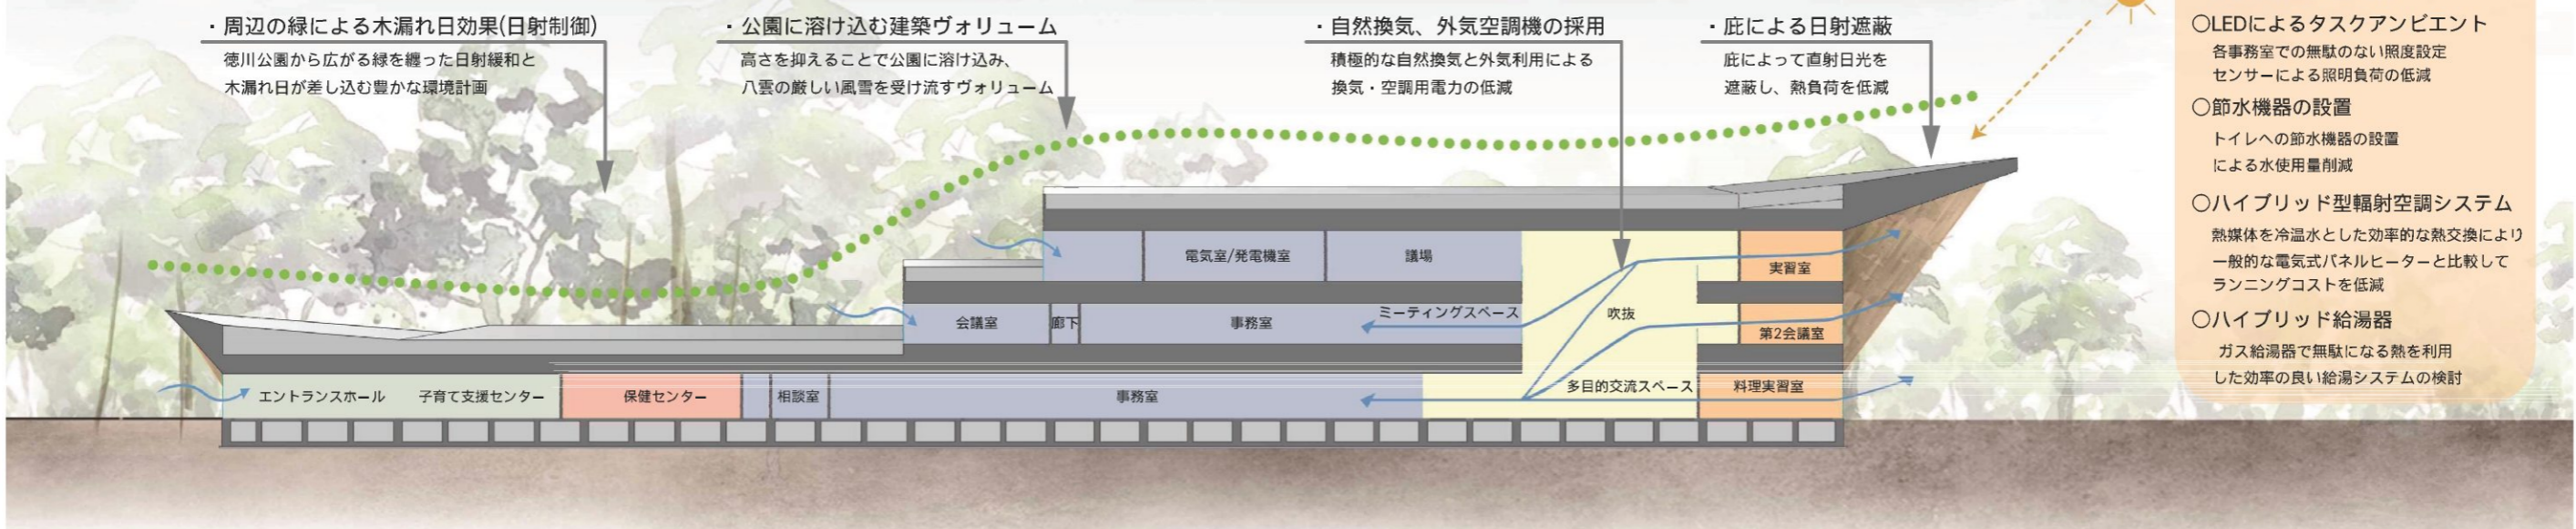 ・周辺の緑による木漏れ日効果(日射制御)
徳川公園から広がる緑を纏った日射緩和と
木漏れ日が差し込む豊かな環境計画
・公園に溶け込む建築ヴォリューム
高さを抑えることで公園に溶け込み、
八雲の厳しい風雪を受け流すヴォリューム
・自然換気、外気空調機の採用
積極的な自然換気と外気利用による
換気・空調用電力の低減
・庇による日射遮蔽
庇によって直射日光を
遮蔽し、熱負荷を低減
○LEDによるタスクアンビエント
各事務室での無駄のない照度設定
センサーによる照明負荷の低減
○節水機器の設置
トイレへの節水機器の設置
による水使用量削減
○ハイブリッド型輻射空調システム
熱媒体を冷温水とした効率的な熱交換により
一般的な電気式パネルヒーターと比較して
ランニングコストを低減
○ハイブリッド給湯器
ガス給湯器で無駄になる熱を利用
した効率の良い給湯システムの検討
電気室/発電機室
議場
実習室
会議室
廊下
事務室
ミーティングスペース
吹抜
第2会議室
エントランスホール
子育て支援センター
保健センター
相談室
事務室
多目的交流スペース
料理実習室